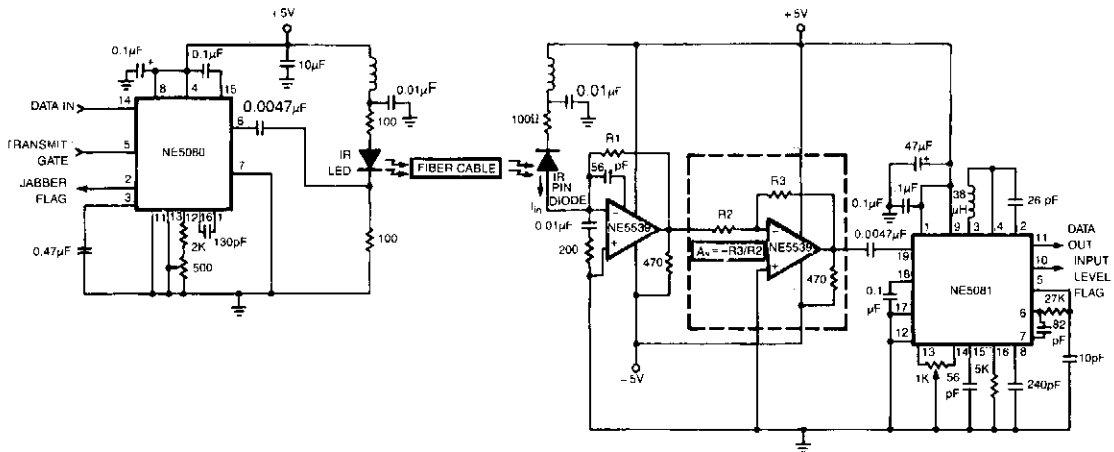 +5V
0.1µF
+
0.1µF
10µF
8
4
15
DATA IN
14
0.0047µF
6
0.01µF
100
TRANSMIT
GATE
5
NE5080
7
IR
LED
FIBER CABLE
JABBER
FLAG
2
3
11
13
12
16
1
2K
130pF
0.47µF
500
100
+5V
0.01µF
100Ω
R1
56
pF
IR
PIN
DIODE
Iin
0.01µF
200
−
+
NE5539
470
−5V
R2
R3
AV = −R3/R2
−
+
NE5539
470
0.0047µF
47µF
+
.1µF
0.1µF
38
µH
26 pF
1
9
3
4
2
19
18
11
DATA
OUT
10
INPUT
LEVEL
FLAG
5
NE5081
0.1
µF
17
12
27K
6
82
pF
7
10pF
13
14
15
16
8
1K
56
pF
5K
240pF